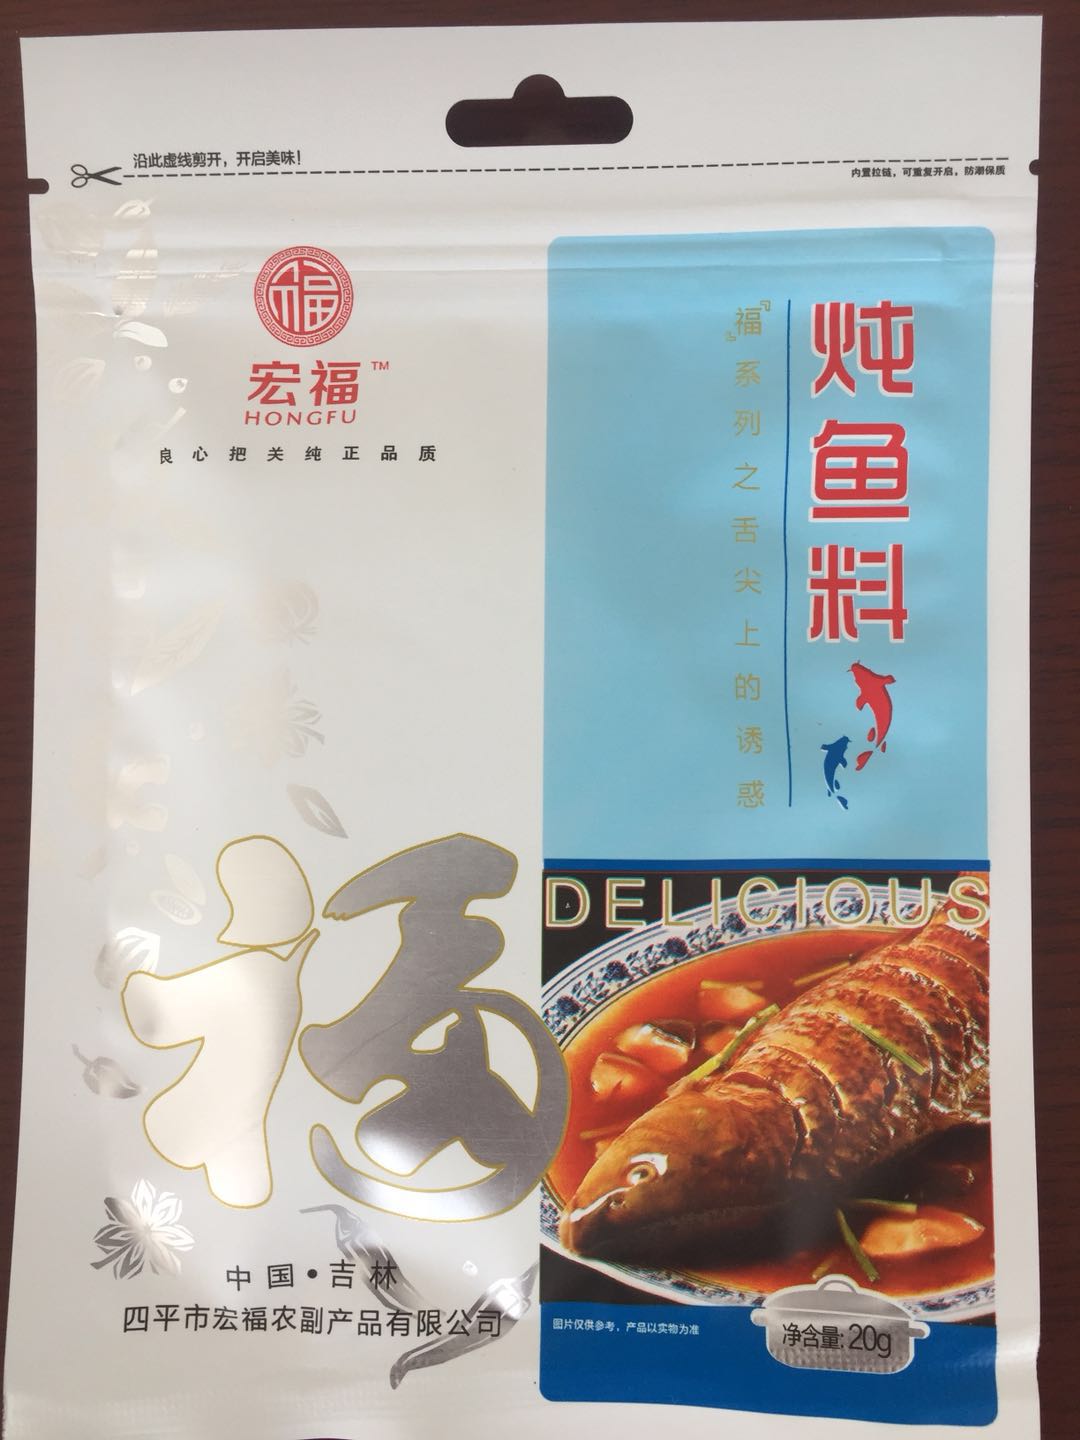 沿此虚线剪开，开启美味！
内置拉链，可重复开启，防潮保质
福
宏福™
HONGFU
良心把关纯正品质
炖鱼料
『福』系列之舌尖上的诱惑
DELICIOUS
福
中国·吉林
四平市宏福农副产品有限公司
图片仅供参考，产品以实物为准
净含量:20g